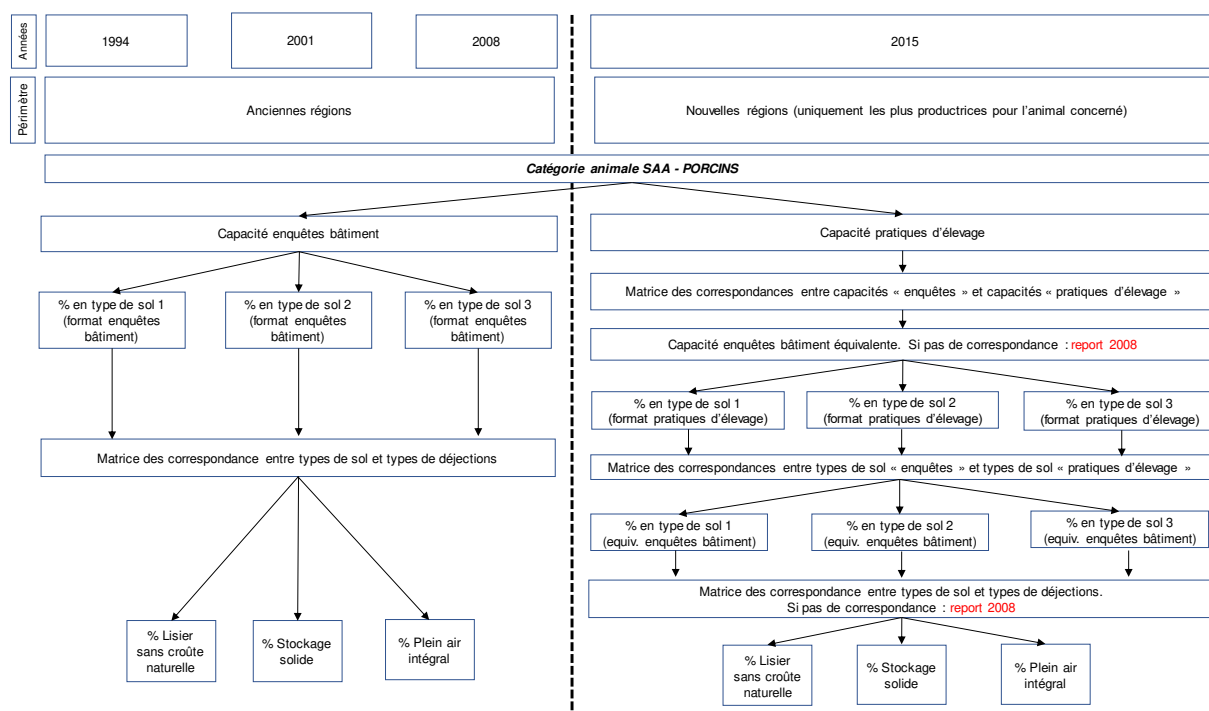 Années
1994
2001
2008
2015
Périmètre
Anciennes régions
Nouvelles régions (uniquement les plus productrices pour l'animal concerné)
Catégorie animale SAA - PORCINS
Capacité enquêtes bâtiment
% en type de sol 1
(format enquêtes
bâtiment)
% en type de sol 2
(format enquêtes
bâtiment)
% en type de sol 3
(format enquêtes
bâtiment)
Matrice des correspondance entre types de sol et types de déjections
% Lisier
sans croûte
naturelle
% Stockage
solide
% Plein air
intégral
Capacité pratiques d'élevage
Matrice des correspondances entre capacités « enquêtes » et capacités « pratiques d'élevage »
Capacité enquêtes bâtiment équivalente. Si pas de correspondance : report 2008
% en type de sol 1
(format pratiques d'élevage)
% en type de sol 2
(format pratiques d'élevage)
% en type de sol 3
(format pratiques d'élevage)
Matrice des correspondances entre types de sol « enquêtes » et types de sol « pratiques d'élevage »
% en type de sol 1
(equiv. enquêtes bâtiment)
% en type de sol 2
(equiv. enquêtes bâtiment)
% en type de sol 3
(equiv. enquêtes bâtiment)
Matrice des correspondance entre types de sol et types de déjections.
Si pas de correspondance : report 2008
% Lisier
sans croûte
naturelle
% Stockage
solide
% Plein air
intégral